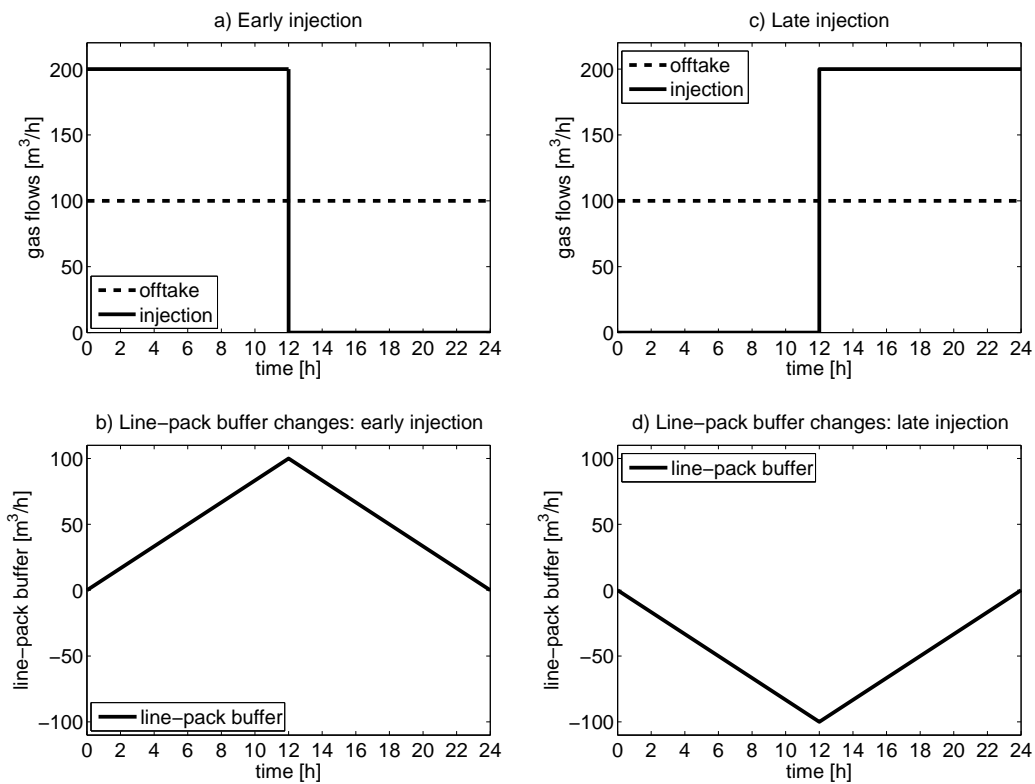 a) Early injection
gas flows [m³/h]
200
150
100
50
0
offtake
injection
0 2 4 6 8 10 12 14 16 18 20 22 24
time [h]
c) Late injection
gas flows [m³/h]
200
150
100
50
0
offtake
injection
0 2 4 6 8 10 12 14 16 18 20 22 24
time [h]
b) Line−pack buffer changes: early injection
line−pack buffer [m³/h]
100
50
0
−50
−100
line−pack buffer
0 2 4 6 8 10 12 14 16 18 20 22 24
time [h]
d) Line−pack buffer changes: late injection
line−pack buffer [m³/h]
100
50
0
−50
−100
line−pack buffer
0 2 4 6 8 10 12 14 16 18 20 22 24
time [h]